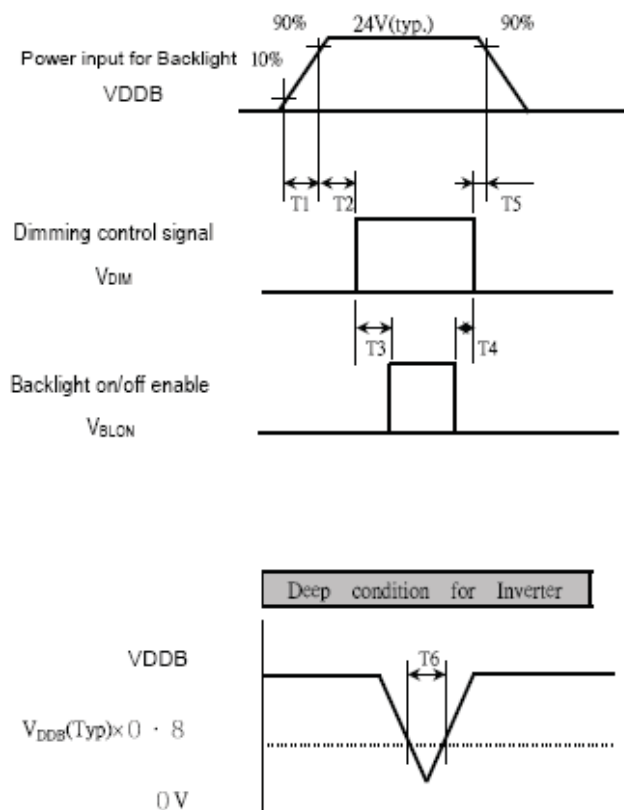 90% 24V(typ.) 90%
Power input for Backlight 10%
VDDB
T1 T2 T5
Dimming control signal
VDIM
T3 T4
Backlight on/off enable
VBLON
Deep condition for Inverter
VDDB T6
VDDB(Typ)×0・8
0V